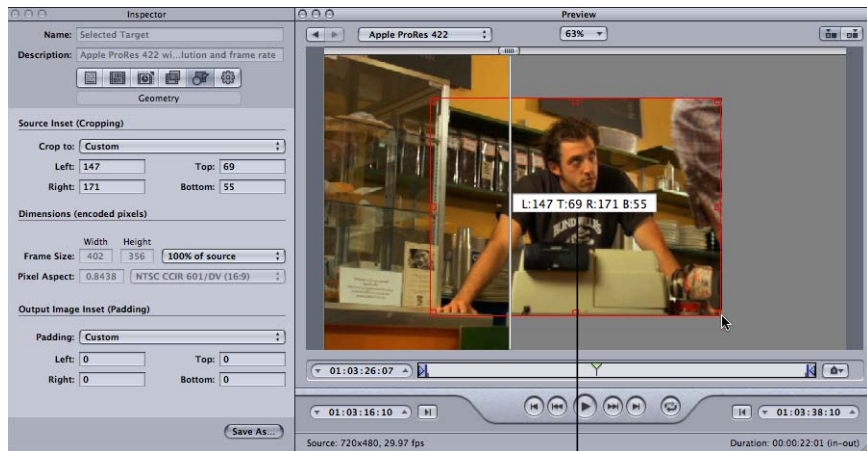 Inspector
Name: Selected Target
Description: Apple ProRes 422 wi...lution and frame rate
Geometry
Source Inset (Cropping)
Crop to: Custom
Left: 147 Top: 69
Right: 171 Bottom: 55
Dimensions (encoded pixels)
Width Height
Frame Size: 402 356 100% of source
Pixel Aspect: 0.8438 NTSC CCIR 601/DV (16:9)
Output Image Inset (Padding)
Padding: Custom
Left: 0 Top: 0
Right: 0 Bottom: 0
Save As...
Preview
Apple ProRes 422 63%
L:147 T:69 R:171 B:55
01:03:26:07
01:03:16:10 01:03:38:10
Source: 720x480, 29.97 fps Duration: 00:00:22:01 (in-out)